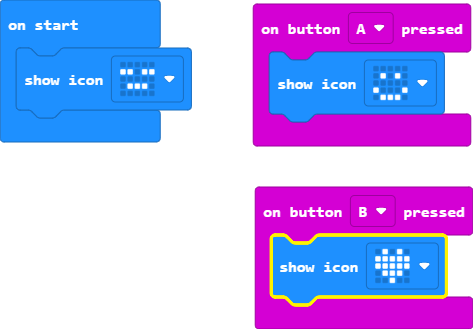 on start
show icon
on button A pressed
show icon
on button B pressed
show icon